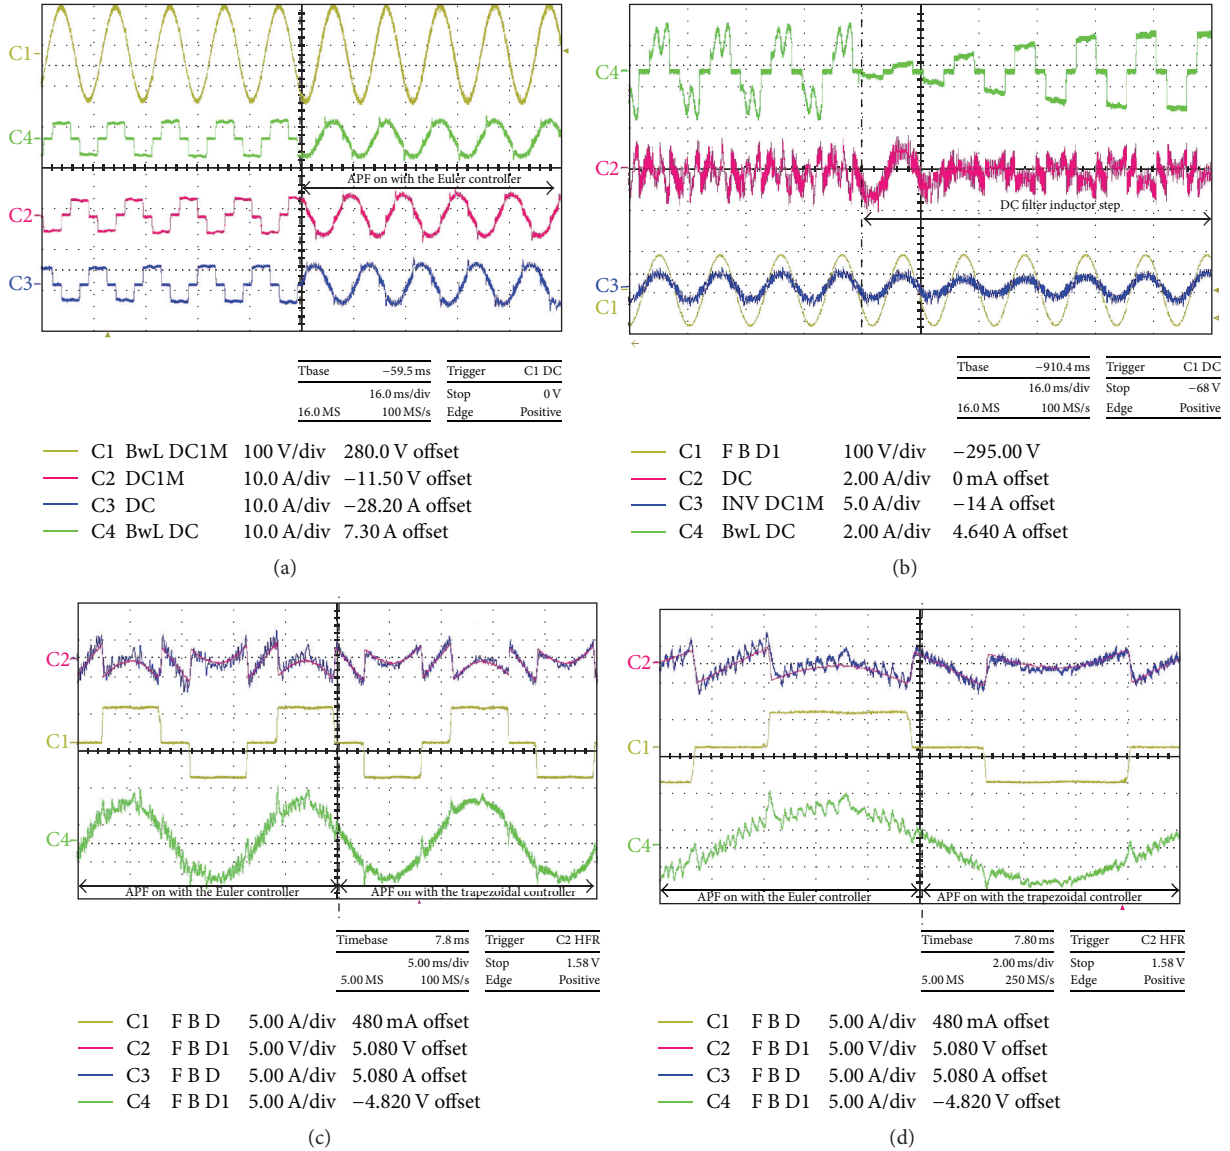 C1
C4
APF on with the Euler controller
C2
C3
Tbase −59.5 ms Trigger C1 DC
16.0 ms/div Stop 0 V
16.0 MS 100 MS/s Edge Positive
C1 BwL DC1M 100 V/div 280.0 V offset
C2 DC1M 10.0 A/div −11.50 V offset
C3 DC 10.0 A/div −28.20 A offset
C4 BwL DC 10.0 A/div 7.30 A offset
(a)
C4
C2
DC filter inductor step
C3
C1
Tbase −910.4 ms Trigger C1 DC
16.0 ms/div Stop −68 V
16.0 MS 100 MS/s Edge Positive
C1 F B D1 100 V/div −295.00 V
C2 DC 2.00 A/div 0 mA offset
C3 INV DC1M 5.0 A/div −14 A offset
C4 BwL DC 2.00 A/div 4.640 A offset
(b)
C2
C1
C4
APF on with the Euler controller APF on with the trapezoidal controller
Timebase 7.8 ms Trigger C2 HFR
5.00 ms/div Stop 1.58 V
5.00 MS 100 MS/s Edge Positive
C1 F B D 5.00 A/div 480 mA offset
C2 F B D1 5.00 V/div 5.080 V offset
C3 F B D 5.00 A/div 5.080 A offset
C4 F B D1 5.00 A/div −4.820 V offset
(c)
C2
C1
C4
APF on with the Euler controller APF on with the trapezoidal controller
Timebase 7.80 ms Trigger C2 HFR
2.00 ms/div Stop 1.58 V
5.00 MS 250 MS/s Edge Positive
C1 F B D 5.00 A/div 480 mA offset
C2 F B D1 5.00 V/div 5.080 V offset
C3 F B D 5.00 A/div 5.080 A offset
C4 F B D1 5.00 A/div −4.820 V offset
(d)